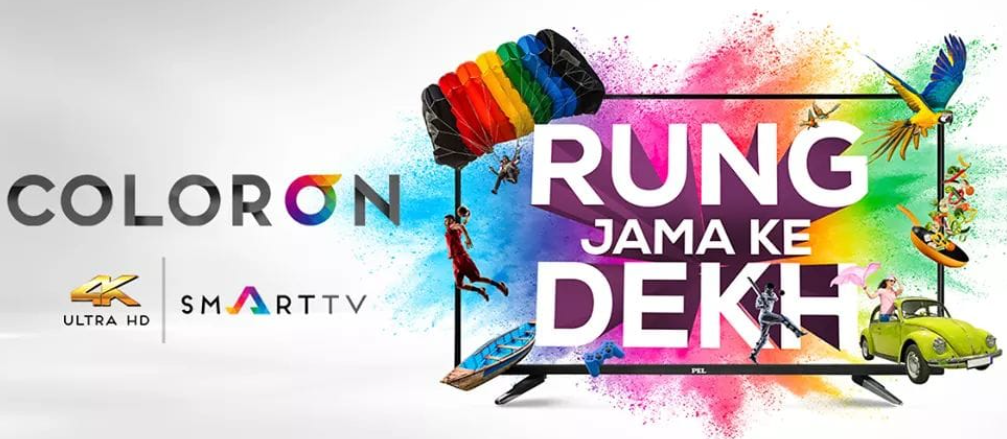 COLORON
4K
ULTRA HD
SMARTTV
RUNG
JAMA KE
DEKH
PEL